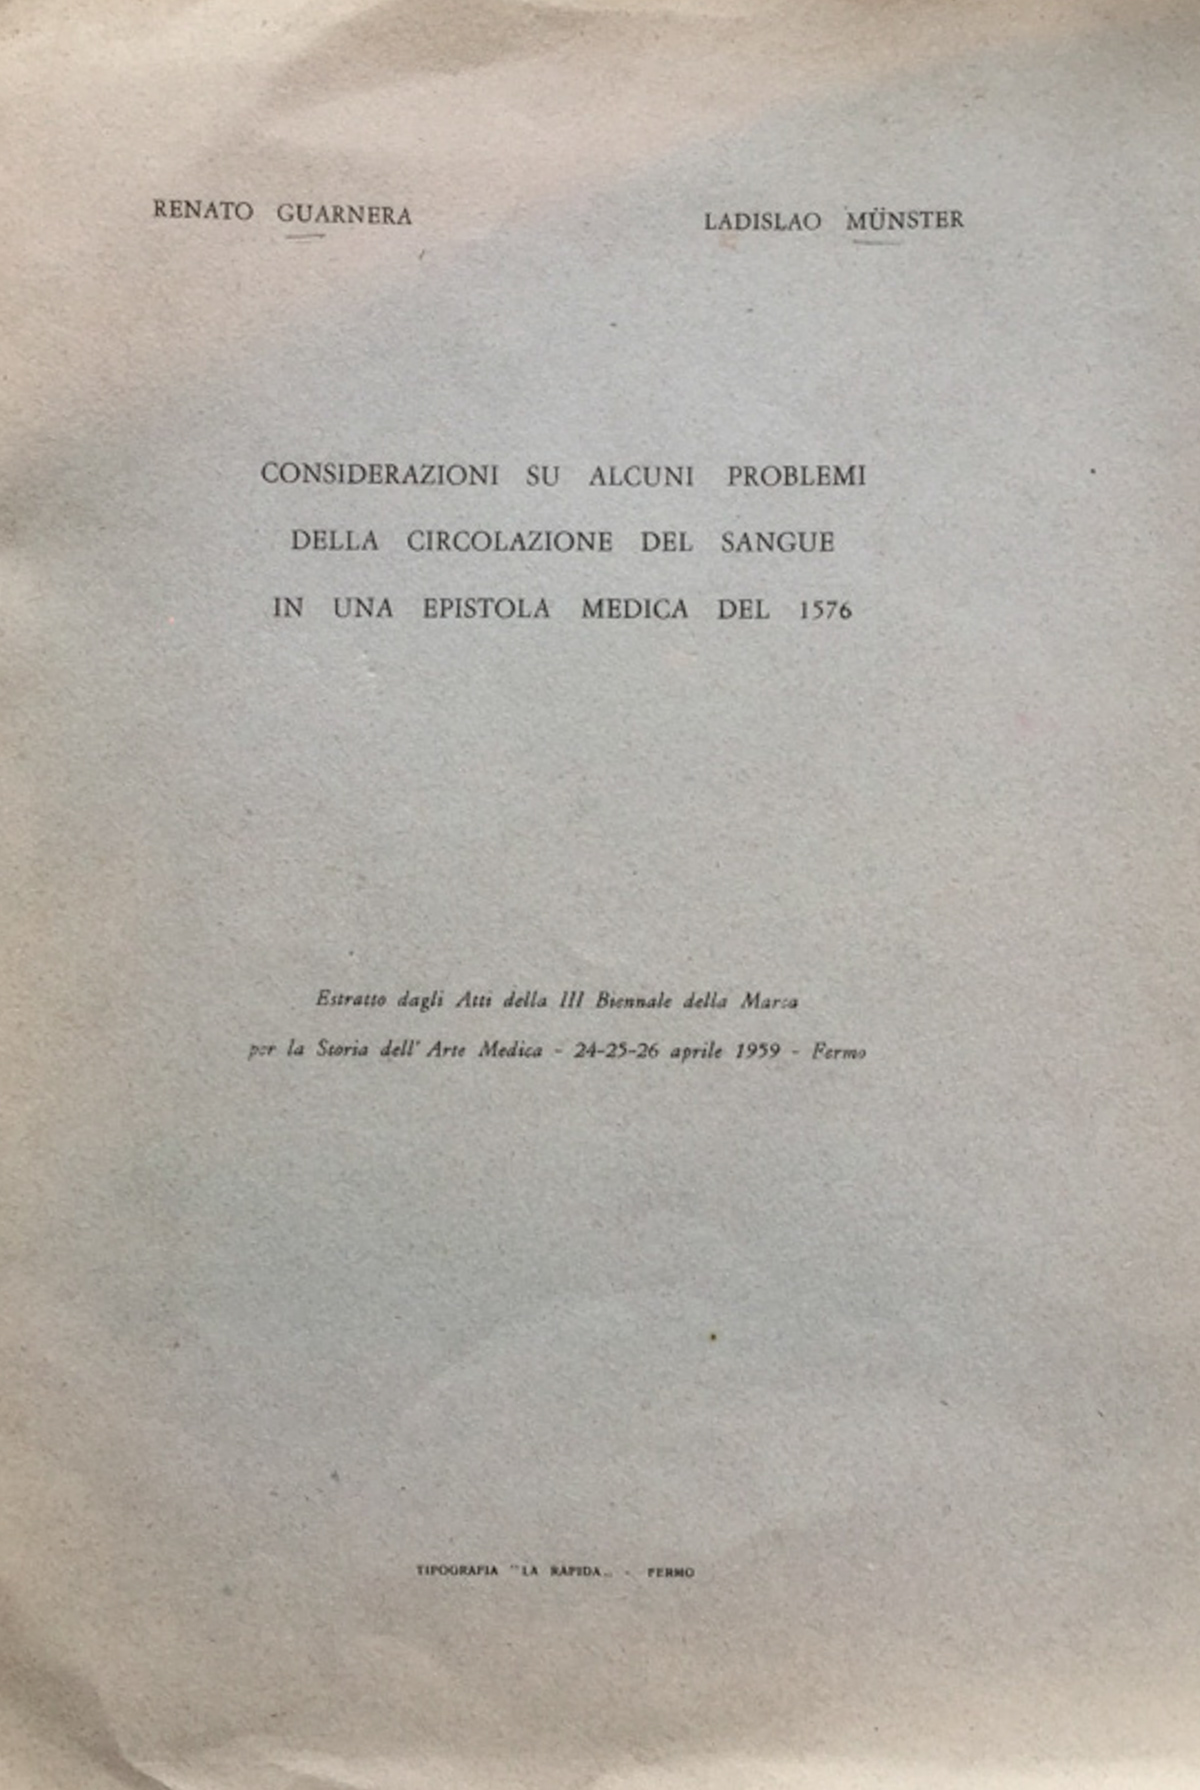 RENATO GUARNERA
LADISLAO MÜNSTER
CONSIDERAZIONI SU ALCUNI PROBLEMI
DELLA CIRCOLAZIONE DEL SANGUE
IN UNA EPISTOLA MEDICA DEL 1576
Estratto dagli Atti della III Biennale della Marca
per la Storia dell' Arte Medica - 24-25-26 aprile 1959 - Fermo
TIPOGRAFIA "LA RAPIDA„ - FERMO